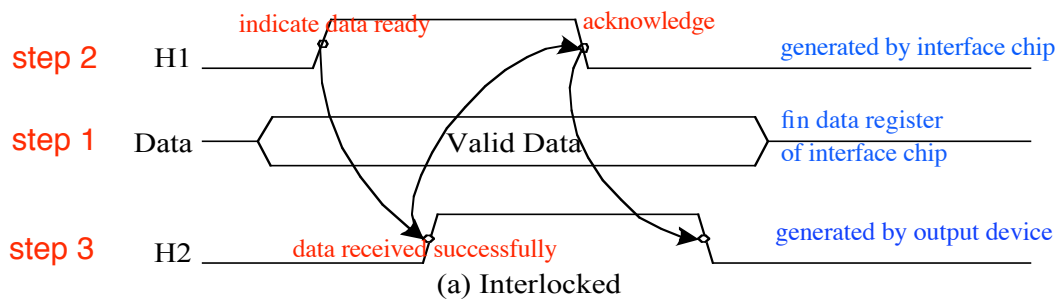 indicate data ready
acknowledge
step 2 H1 generated by interface chip
step 1 Data Valid Data fin data register
of interface chip
step 3 H2 data received successfully generated by output device
(a) Interlocked